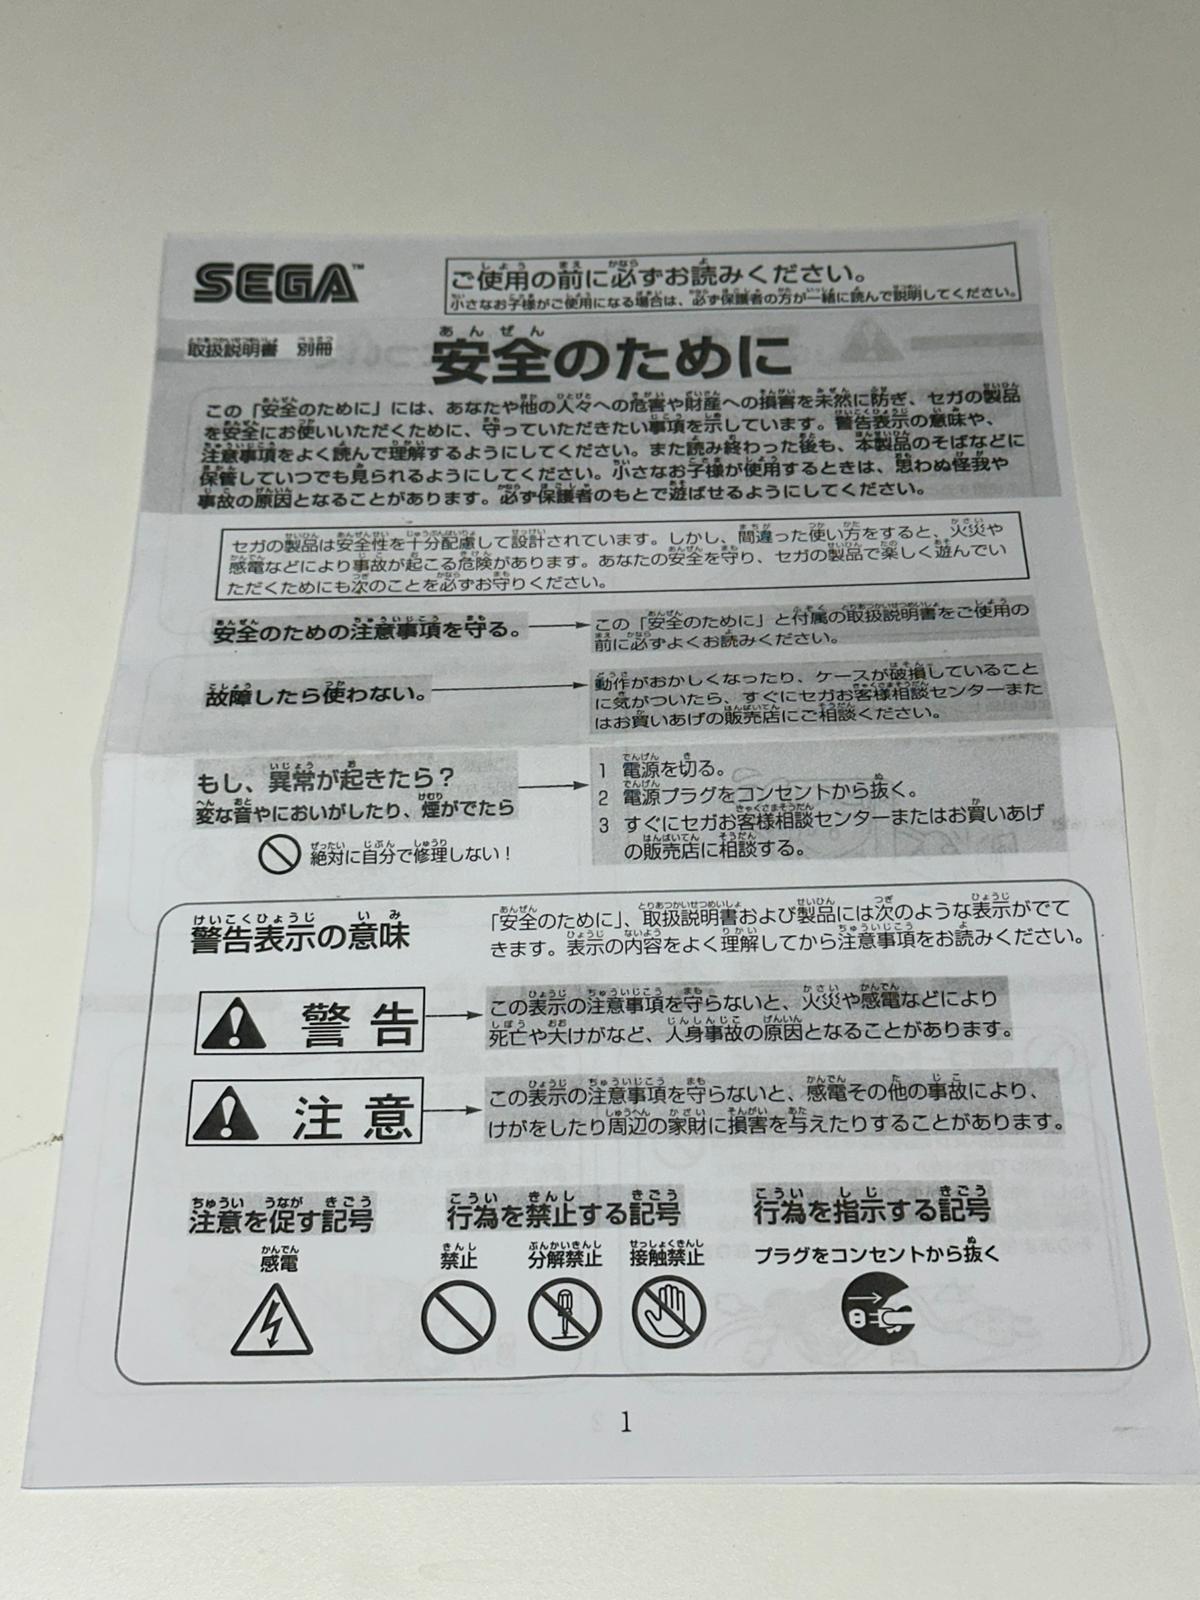 SEGA™
ご使用の前に必ずお読みください。
小さなお子様がご使用になる場合は、必ず保護者の方が一緒に読んで説明してください。
取扱説明書 別冊
安全のために
この「安全のために」には、あなたや他の人々への危害や財産への損害を未然に防ぎ、セガの製品
を安全にお使いいただくために、守っていただきたい事項を示しています。警告表示の意味や、
注意事項をよく読んで理解するようにしてください。また読み終わった後も、本製品のそばなどに
保管していつでも見られるようにしてください。小さなお子様が使用するときは、思わぬ怪我や
事故の原因となることがあります。必ず保護者のもとで遊ばせるようにしてください。
セガの製品は安全性を十分配慮して設計されています。しかし、間違った使い方をすると、火災や
感電などにより事故が起こる危険があります。あなたの安全を守り、セガの製品で楽しく遊んでい
ただくためにも次のことを必ずお守りください。
安全のための注意事項を守る。
この「安全のために」と付属の取扱説明書をご使用の
前に必ずよくお読みください。
故障したら使わない。
動作がおかしくなったり、ケースが破損していること
に気がついたら、すぐにセガお客様相談センターまた
はお買いあげの販売店にご相談ください。
もし、異常が起きたら？
変な音やにおいがしたり、煙がでたら
絶対に自分で修理しない！
1 電源を切る。
2 電源プラグをコンセントから抜く。
3 すぐにセガお客様相談センターまたはお買いあげ
の販売店に相談する。
警告表示の意味
「安全のために」、取扱説明書および製品には次のような表示がでて
きます。表示の内容をよく理解してから注意事項をお読みください。
警告
この表示の注意事項を守らないと、火災や感電などにより
死亡や大けがなど、人身事故の原因となることがあります。
注意
この表示の注意事項を守らないと、感電その他の事故により、
けがをしたり周辺の家財に損害を与えたりすることがあります。
注意を促す記号
感電
行為を禁止する記号
禁止 分解禁止 接触禁止
行為を指示する記号
プラグをコンセントから抜く
1